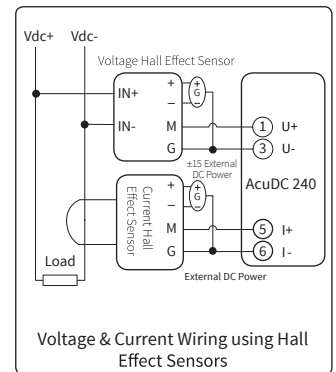 Vdc+ Vdc-
Voltage Hall Effect Sensor
+
G
−
IN+
IN-
M
G
1 U+
3 U-
±15 External
DC Power
AcuDC 240
Current Hall
Effect Sensor
+
G
−
M
G
5 I+
6 I-
Load
External DC Power
Voltage & Current Wiring using Hall
Effect Sensors